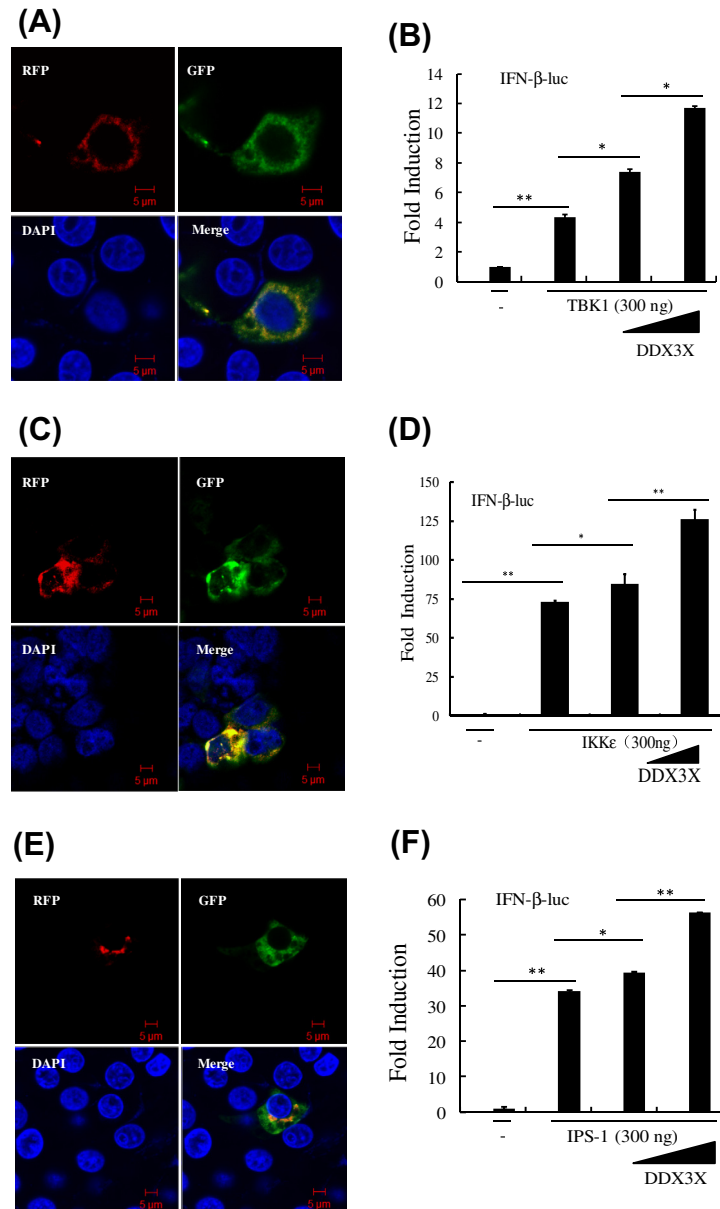 (A)
RFP
GFP
5 µm
5 µm
DAPI
Merge
5 µm
5 µm
(B)
IFN-β-luc
Fold Induction
14
12
10
8
6
4
2
0
**
*
*
-
TBK1 (300 ng)
DDX3X
(C)
RFP
GFP
5 µm
5 µm
DAPI
Merge
5 µm
5 µm
(D)
IFN-β-luc
Fold Induction
150
125
100
75
50
25
0
**
*
**
-
IKKε (300ng)
DDX3X
(E)
RFP
GFP
5 µm
5 µm
DAPI
Merge
5 µm
5 µm
(F)
IFN-β-luc
Fold Induction
60
50
40
30
20
10
0
**
*
**
-
IPS-1 (300 ng)
DDX3X